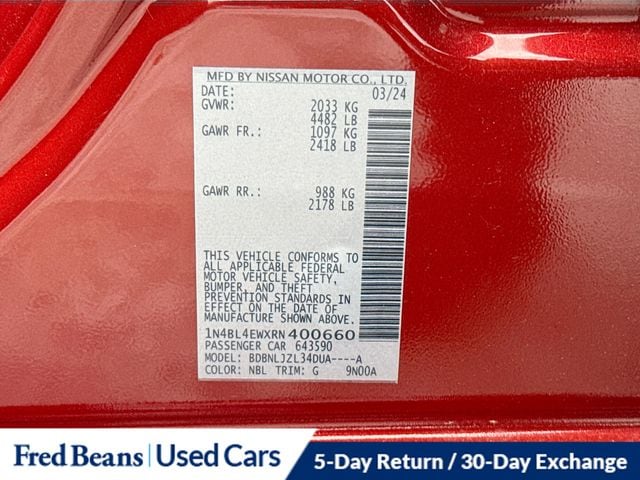 MFD BY NISSAN MOTOR CO., LTD.
DATE: 03/24
GVWR: 2033 KG
4482 LB
GAWR FR.: 1097 KG
2418 LB
GAWR RR.: 988 KG
2178 LB
THIS VEHICLE CONFORMS TO
ALL APPLICABLE FEDERAL
MOTOR VEHICLE SAFETY,
BUMPER, AND THEFT
PREVENTION STANDARDS IN
EFFECT ON THE DATE OF
MANUFACTURE SHOWN ABOVE.
1N4BL4EWXRN400660
PASSENGER CAR 643590
MODEL: BDBNLJZL34DUA----A
COLOR: NBL TRIM: G 9N00A
Fred Beans | Used Cars 5-Day Return / 30-Day Exchange